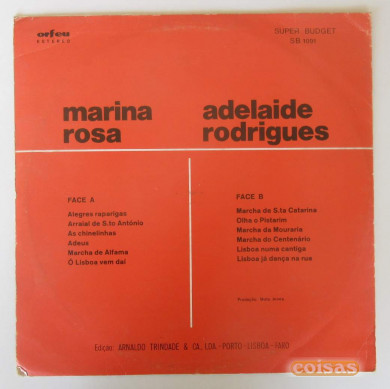 orfeu
ESTEREO
SUPER BUDGET
SB 1091
marina
rosa
adelaide
rodrigues
FACE A
Alegres raparigas
Arraial de S.to António
As chinelinhas
Adeus
Marcha de Alfama
Ó Lisboa vem daí
FACE B
Marcha de S.ta Catarina
Olha o Pistarim
Marcha da Mouraria
Marcha do Centenário
Lisboa numa cantiga
Lisboa já dança na rua
Edição: ARNALDO TRINDADE & CA. LDA.-PORTO-LISBOA-FARO
coisas